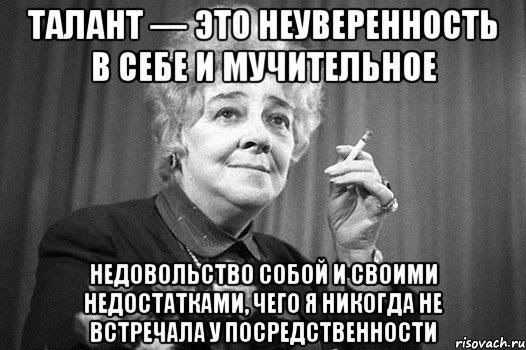 ТАЛАНТ — ЭТО НЕУВЕРЕННОСТЬ
В СЕБЕ И МУЧИТЕЛЬНОЕ
НЕДОВОЛЬСТВО СОБОЙ И СВОИМИ
НЕДОСТАТКАМИ, ЧЕГО Я НИКОГДА НЕ
ВСТРЕЧАЛА У ПОСРЕДСТВЕННОСТИ
risovach.ru